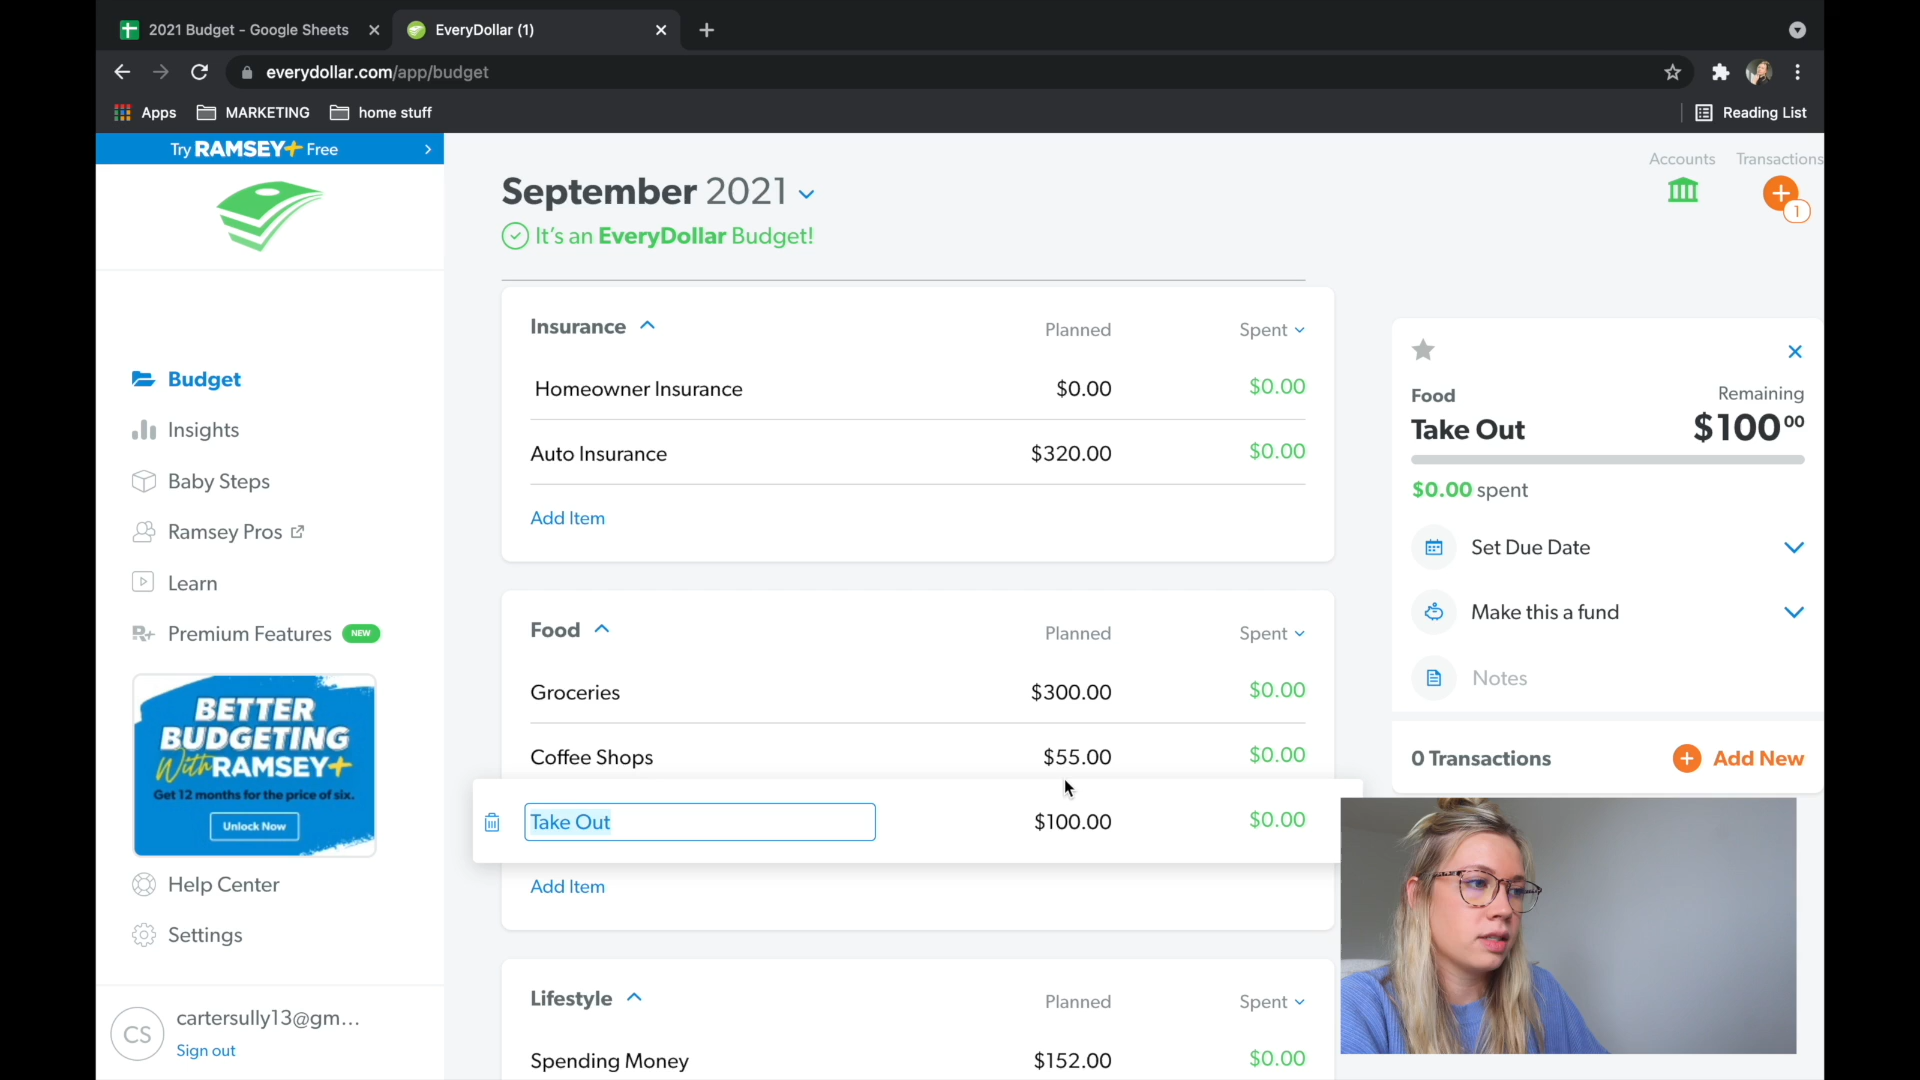 2021 Budget - Google Sheets
EveryDollar (1)
everydollar.com/app/budget
Apps
MARKETING
home stuff
Reading List
Try RAMSEY+ Free
September 2021
It's an EveryDollar Budget!
Accounts
Transactions
1
Budget
Insights
Baby Steps
Ramsey Pros
Learn
Premium Features NEW
BETTER
BUDGETING
With RAMSEY+
Get 12 months for the price of six.
Unlock Now
Help Center
Settings
CS
cartersully13@gm...
Sign out
Insurance Planned Spent
Homeowner Insurance $0.00 $0.00
Auto Insurance $320.00 $0.00
Add Item
Food Planned Spent
Groceries $300.00 $0.00
Coffee Shops $55.00 $0.00
Take Out $100.00 $0.00
Add Item
Lifestyle Planned Spent
Spending Money $152.00 $0.00
Food Remaining
Take Out $100 00
$0.00 spent
Set Due Date
Make this a fund
Notes
0 Transactions Add New